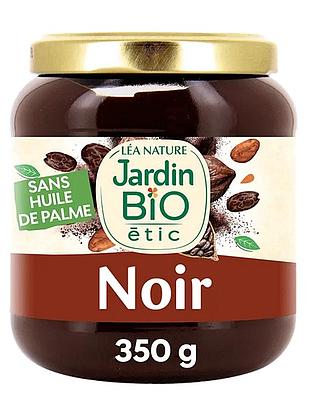 LÉA NATURE
Jardin
BiO
étic
SANS
HUILE
DE PALME
Noir
350 g